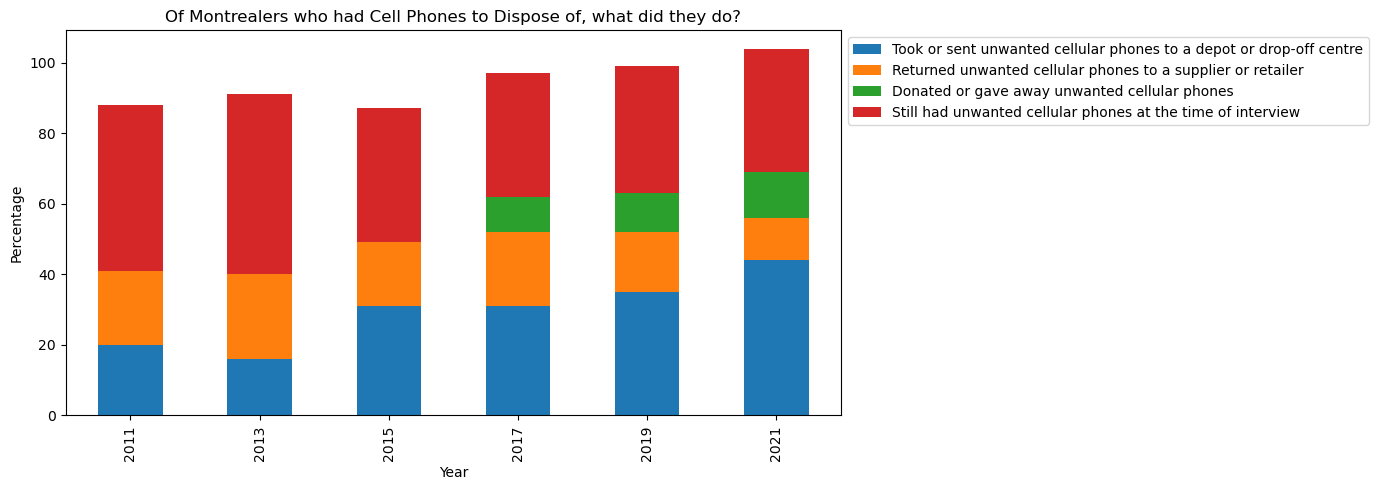 Of Montrealers who had Cell Phones to Dispose of, what did they do?
Took or sent unwanted cellular phones to a depot or drop-off centre
Returned unwanted cellular phones to a supplier or retailer
Donated or gave away unwanted cellular phones
Still had unwanted cellular phones at the time of interview
Percentage
100
80
60
40
20
0
2011
2013
2015
2017
2019
2021
Year